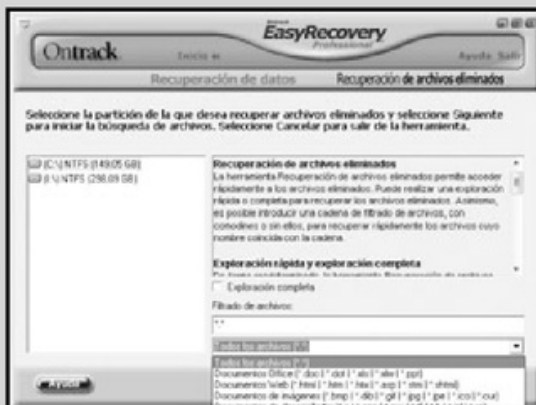 EasyRecovery
Professional
Ontrack
Inicio
Ayuda Salir
Recuperación de datos
Recuperación de archivos eliminados
Seleccione la partición de la que desea recuperar archivos eliminados y seleccione Siguiente
para iniciar la búsqueda de archivos. Seleccione Cancelar para salir de la herramienta.
(C:\) NTFS (149,05 GB)
(I:\) NTFS (298,09 GB)
Recuperación de archivos eliminados
La herramienta Recuperación de archivos eliminados permite acceder
rápidamente a los archivos eliminados. Puede realizar una exploración
rápida o completa para recuperar los archivos eliminados. Asimismo,
es posible introducir una cadena de filtrado de archivos, con
comodines o sin ellos, para recuperar rápidamente los archivos cuyo
nombre coincida con la cadena.
Exploración rápida y exploración completa
la herramienta Recuperación de archivos
Exploración completa
Filtrado de archivos:
*.*
Todos los archivos (*.*)
Todos los archivos (*.*)
Documentos Office (*.doc | *.dot | *.xls | *.xlw | *.ppt)
Documentos Web (*.html | *.htm | *.htx | *.asp | *.stm | *.shtml)
Documentos de imágenes (*.bmp | *.dib | *.gif | *.jpg | *.jpe | *.ico | *.cur)
Ayuda